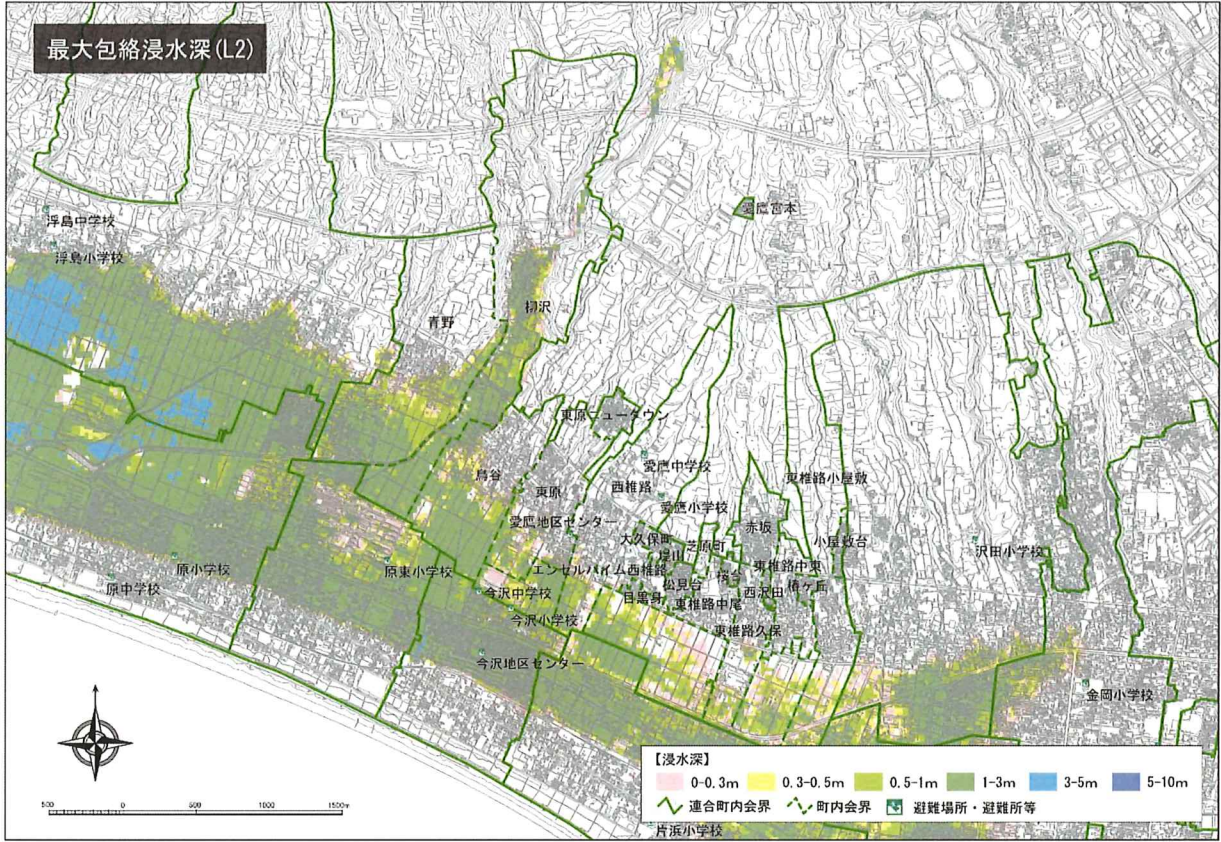 最大包絡浸水深(L2)
浮島中学校
愛鷹宮本
浮島小学校
柳沢
青野
東原ニュータウン
愛鷹中学校
鳥谷
西椎路
東椎路小屋敷
東原
愛鷹小学校
愛鷹地区センター
赤坂
大久保町
芝原町
小屋敷台
沢田小学校
堤山
原小学校
原東小学校
エンゼルハイム西椎路
桜台
東椎路中東
原中学校
今沢中学校
松見台
西沢田
椿ケ丘
目黒身
東椎路中尾
今沢小学校
東椎路久保
今沢地区センター
金岡小学校
【浸水深】
0-0.3m 0.3-0.5m 0.5-1m 1-3m 3-5m 5-10m
連合町内会界 町内会界 避難場所・避難所等
500 0 500 1000 1500m
片浜小学校